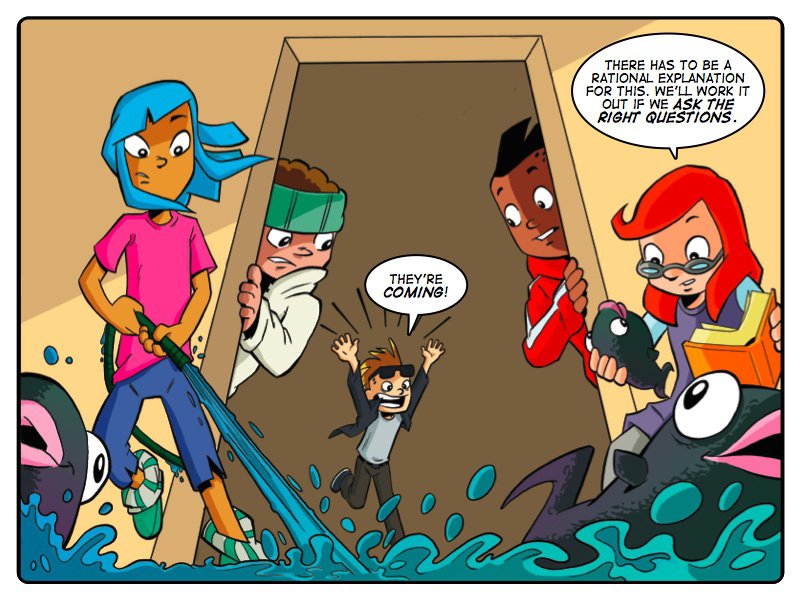 THERE HAS TO BE A
RATIONAL EXPLANATION
FOR THIS. WE'LL WORK IT
OUT IF WE ASK THE
RIGHT QUESTIONS.
THEY'RE
COMING!